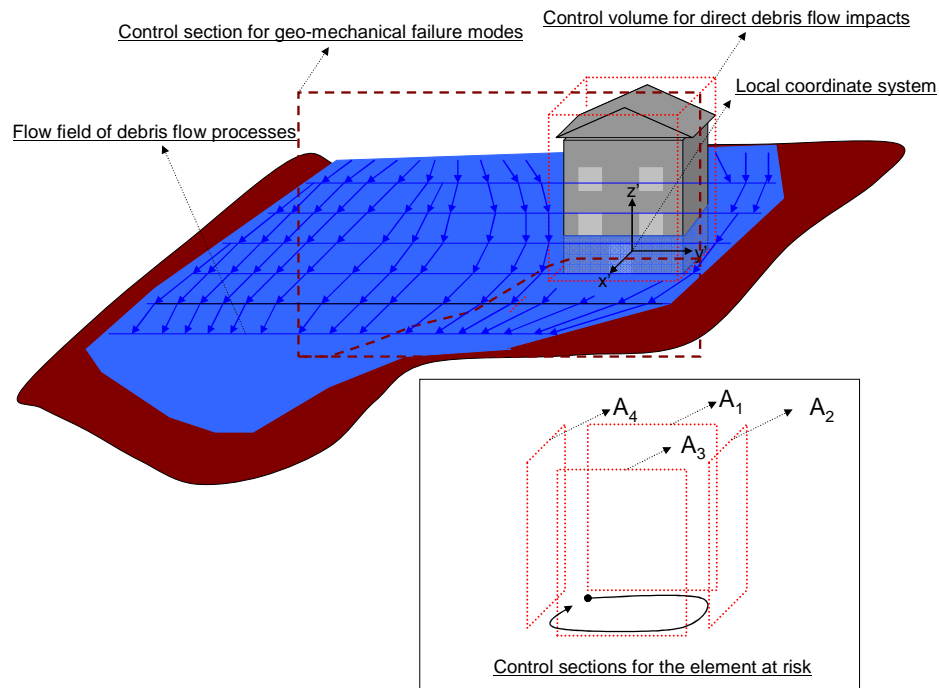 Control section for geo-mechanical failure modes
Control volume for direct debris flow impacts
Local coordinate system
Flow field of debris flow processes
z'
y'
x'
A4
A1
A2
A3
Control sections for the element at risk